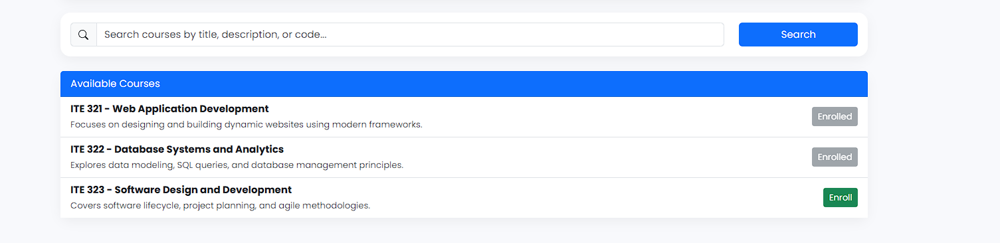 Search courses by title, description, or code...
Search
Available Courses
ITE 321 - Web Application Development
Focuses on designing and building dynamic websites using modern frameworks.
Enrolled
ITE 322 - Database Systems and Analytics
Explores data modeling, SQL queries, and database management principles.
Enrolled
ITE 323 - Software Design and Development
Covers software lifecycle, project planning, and agile methodologies.
Enroll